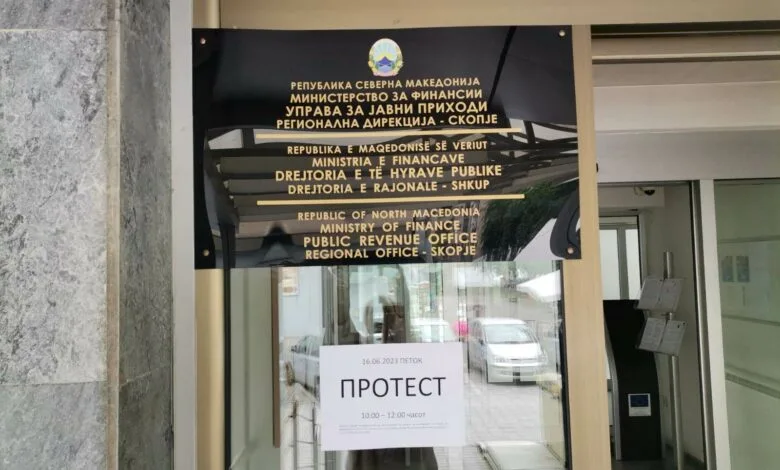 РЕПУБЛИКА СЕВЕРНА МАКЕДОНИЈА
МИНИСТЕРСТВО ЗА ФИНАНСИИ
УПРАВА ЗА ЈАВНИ ПРИХОДИ
РЕГИОНАЛНА ДИРЕКЦИЈА - СКОПЈЕ
REPUBLIKA E MAQEDONISË SË VERIUT
MINISTRIA E FINANCAVE
DREJTORIA E TË HYRAVE PUBLIKE
DREJTORIA E RAJONALE - SHKUP
REPUBLIC OF NORTH MACEDONIA
MINISTRY OF FINANCE
PUBLIC REVENUE OFFICE
REGIONAL OFFICE - SKOPJE
16.06.2023 ПЕТОК
ПРОТЕСТ
10:00 – 12:00 часот